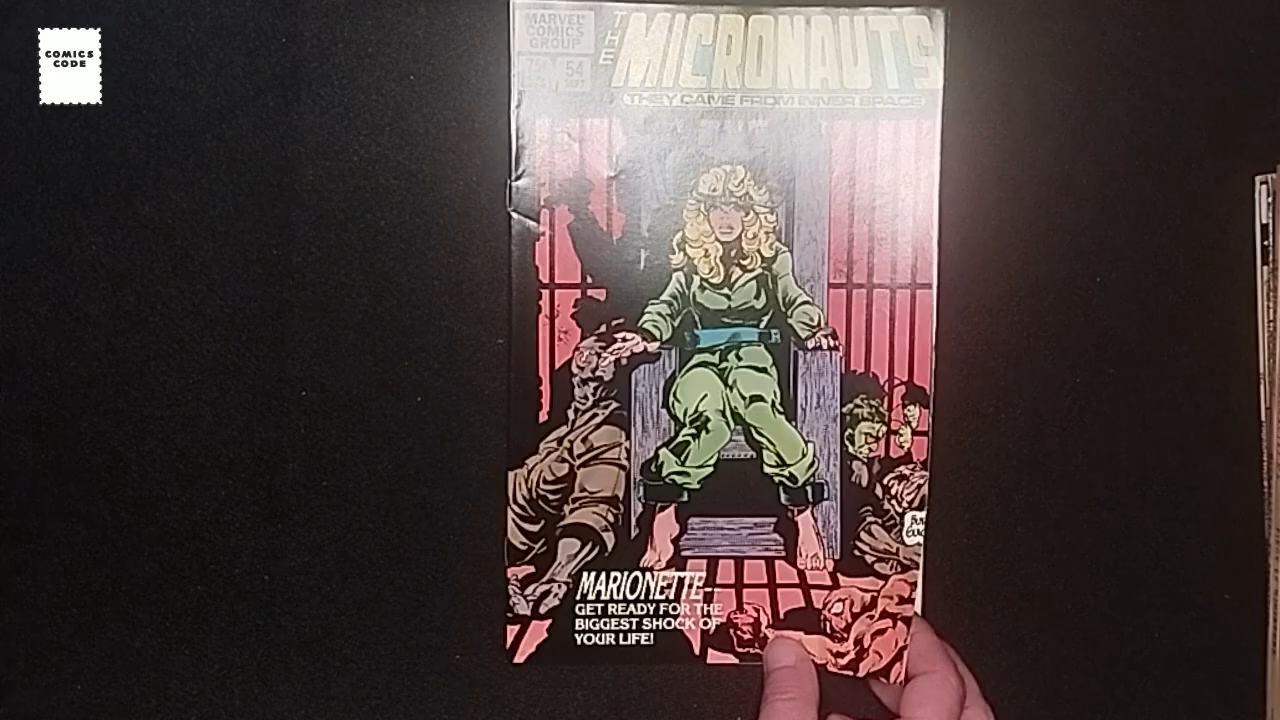 COMICS
CODE
MARVEL
COMICS
GROUP
THE
MICRONAUTS
75¢
54
SEPT
THEY CAME FROM INNER SPACE
MARIONETTE--
GET READY FOR THE
BIGGEST SHOCK OF
YOUR LIFE!